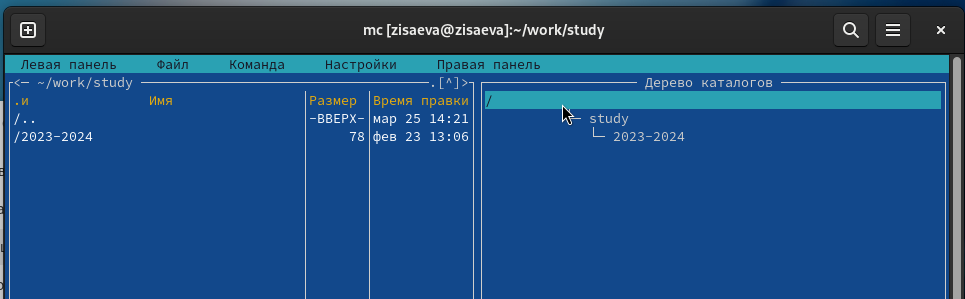 mc [zisaeva@zisaeva]:~/work/study
Левая панель Файл Команда Настройки Правая панель
<─ ~/work/study .[^]>
Дерево каталогов
.и Имя Размер Время правки
/
/.. -ВВЕРХ- мар 25 14:21
study
/2023-2024 78 фев 23 13:06
2023-2024